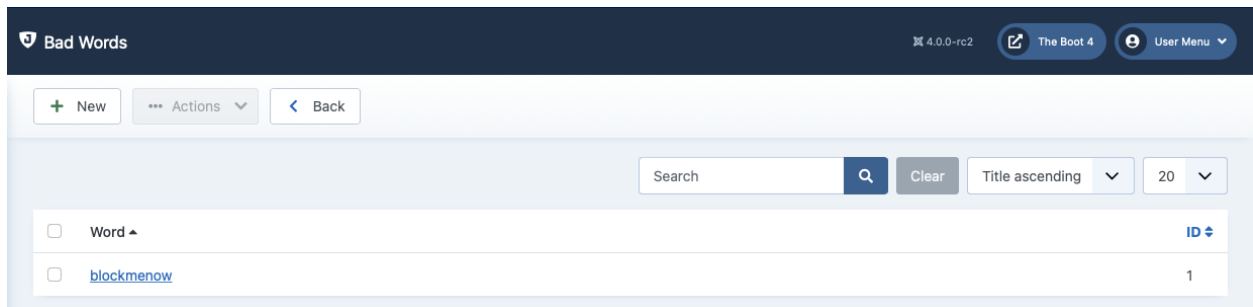 Bad Words 4.0.0-rc2 The Boot 4 User Menu
+ New ... Actions Back
Search Clear Title ascending 20
Word ID
blockmenow 1